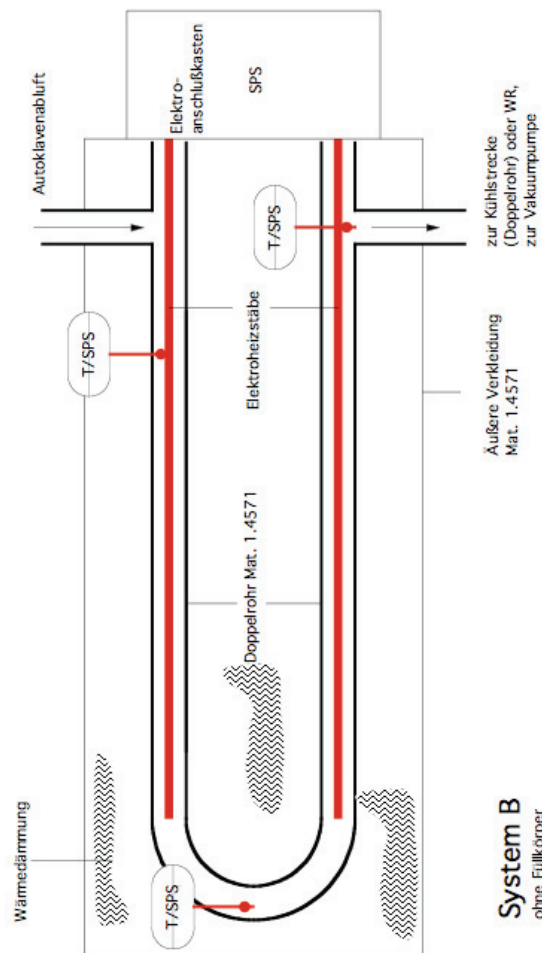 Autoklavenabluft
Elektro-
anschlußkasten
SPS
T/SPS
T/SPS
Elektroheizstäbe
zur Kühlstrecke
(Doppelrohr) oder WR,
zur Vakuumpumpe
Äußere Verkleidung
Mat. 1.4571
Doppelrohr Mat. 1.4571
Wärmedämmung
T/SPS
System B
ohne Füllkörper